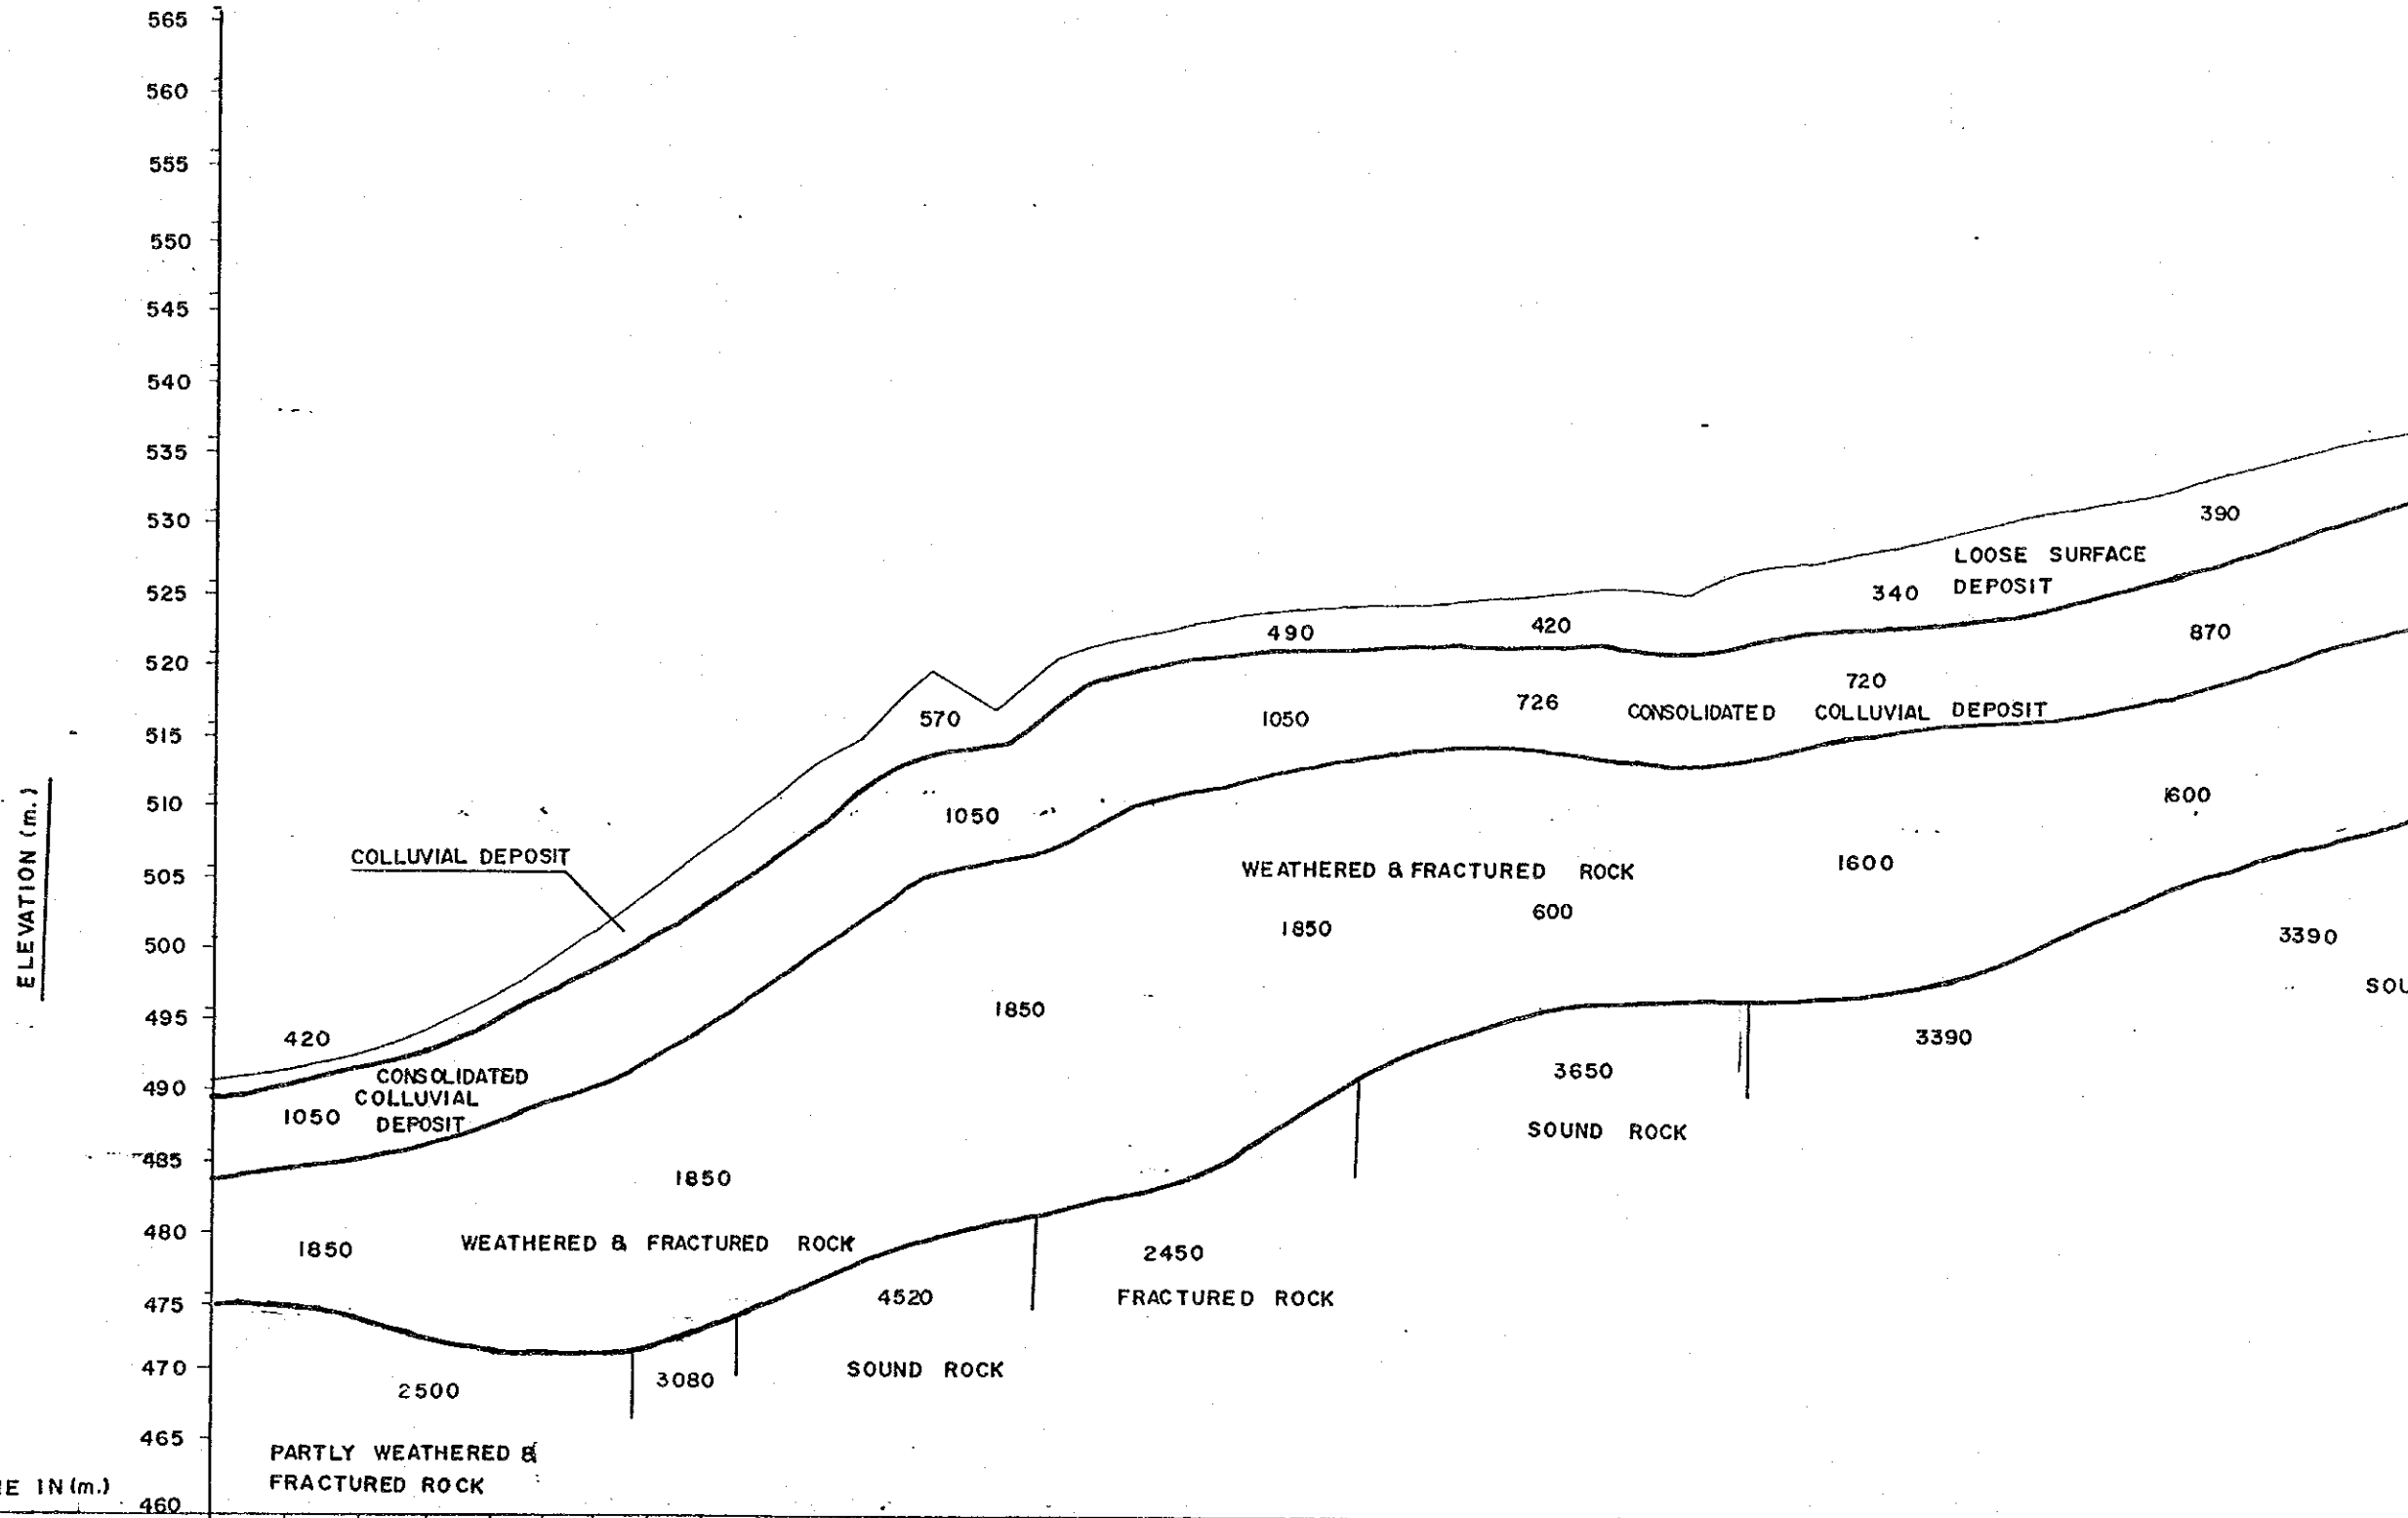 565
560
555
550
545
540
535
530
525
520
515
510
505
500
495
490
485
480
475
470
465
460
ELEVATION (m.)
IN (m.)
390
LOOSE SURFACE
340 DEPOSIT
490 420 870
570 1050 726 720
CONSOLIDATED COLLUVIAL DEPOSIT
1050 1600
COLLUVIAL DEPOSIT
WEATHERED & FRACTURED ROCK 1600
1850 600 3390
1850
420 3390
CONSOLIDATED
COLLUVIAL
DEPOSIT
1050
3650
SOUND ROCK
1850
1850 WEATHERED & FRACTURED ROCK 2450
4520 FRACTURED ROCK
SOUND ROCK
2500 3080
PARTLY WEATHERED &
FRACTURED ROCK